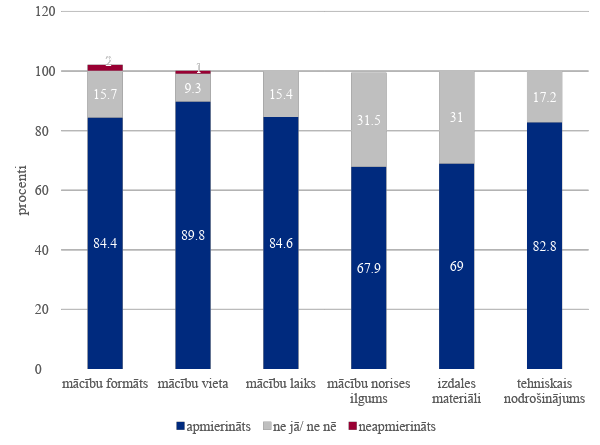 120
100
80
60
40
20
0
procenti
2
1
15.7
9.3
15.4
31.5
31
17.2
84.4
89.8
84.6
67.9
69
82.8
mācību formāts
mācību vieta
mācību laiks
mācību norises
ilgums
izdales
materiāli
tehniskais
nodrošinājums
apmierināts
ne jā/ ne nē
neapmierināts